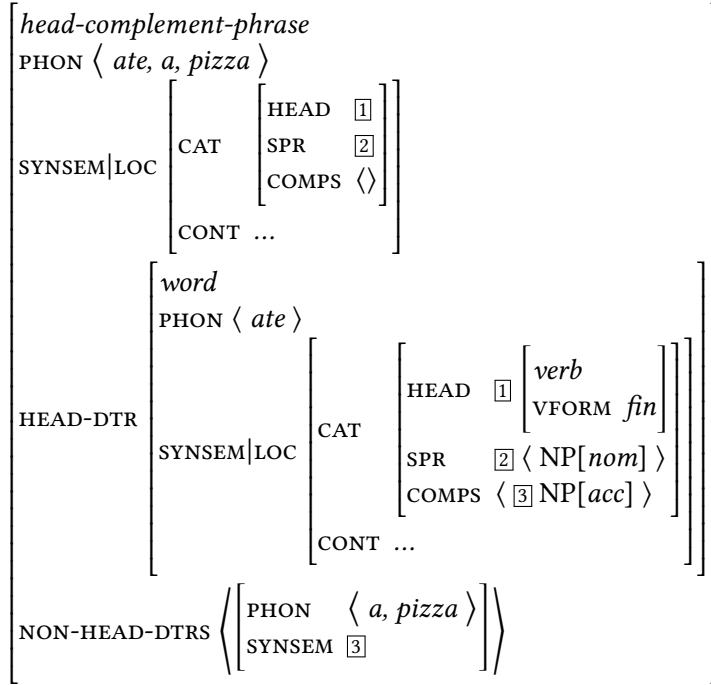 head-complement-phrase
PHON ⟨ ate, a, pizza ⟩
HEAD 1
CAT SPR 2
SYNSEM|LOC COMPS ⟨⟩
CONT ...
word
PHON ⟨ ate ⟩
verb
HEAD 1 VFORM fin
CAT
HEAD-DTR SYNSEM|LOC SPR 2 ⟨ NP[nom] ⟩
COMPS ⟨ 3 NP[acc] ⟩
CONT ...
PHON ⟨ a, pizza ⟩
NON-HEAD-DTRS SYNSEM 3